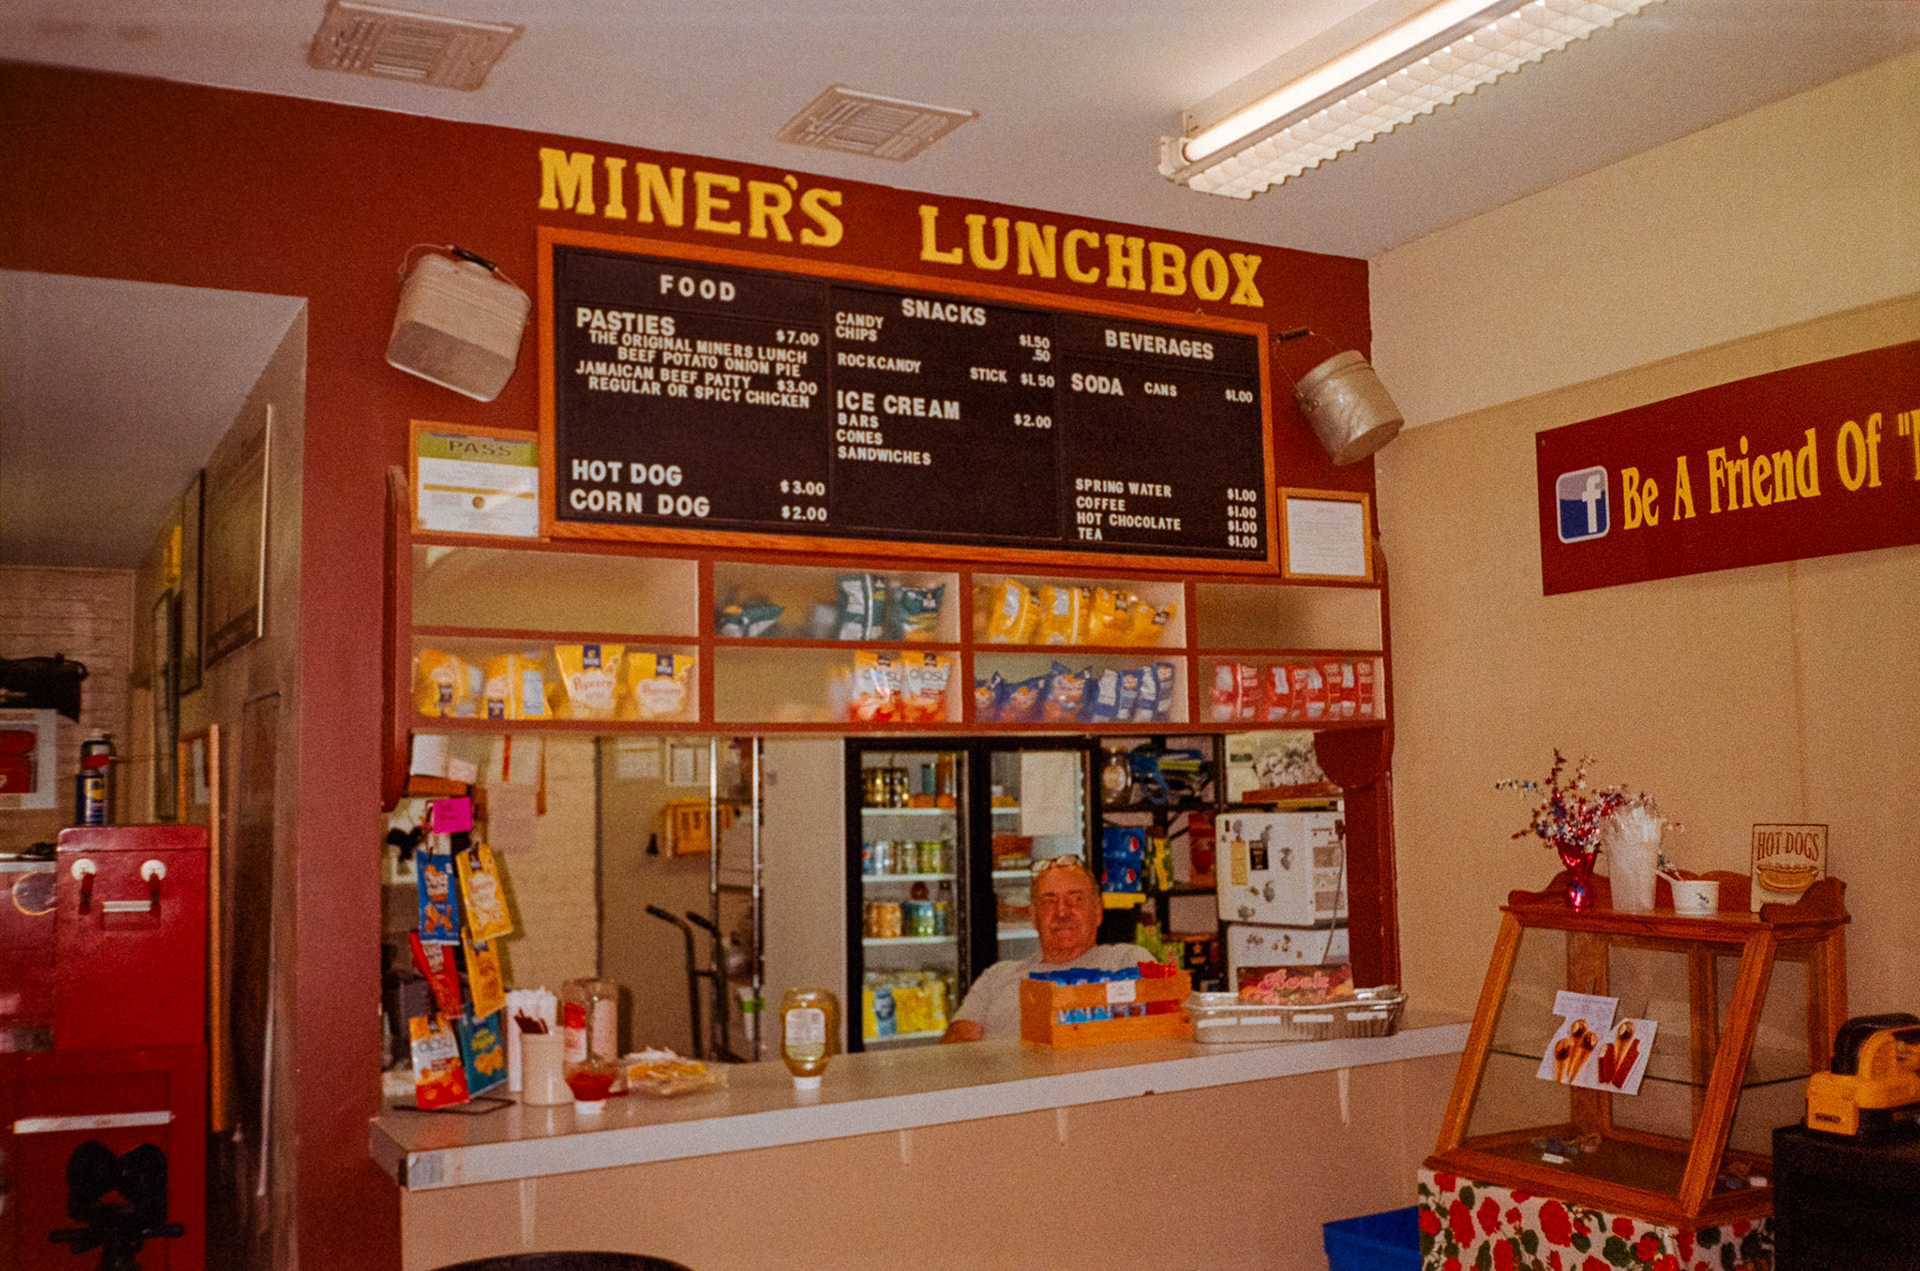 MINER'S LUNCHBOX
FOOD
PASTIES $7.00
THE ORIGINAL MINERS LUNCH
BEEF POTATO ONION PIE
JAMAICAN BEEF PATTY $3.00
REGULAR OR SPICY CHICKEN
HOT DOG $3.00
CORN DOG $2.00
SNACKS
CANDY $1.50
CHIPS .50
ROCKCANDY STICK $1.50
ICE CREAM
BARS $2.00
CONES
SANDWICHES
BEVERAGES
SODA CANS $1.00
SPRING WATER $1.00
COFFEE $1.00
HOT CHOCOLATE $1.00
TEA $1.00
PASS
f Be A Friend Of "
Popcorn
HOT DOGS
DEWALT